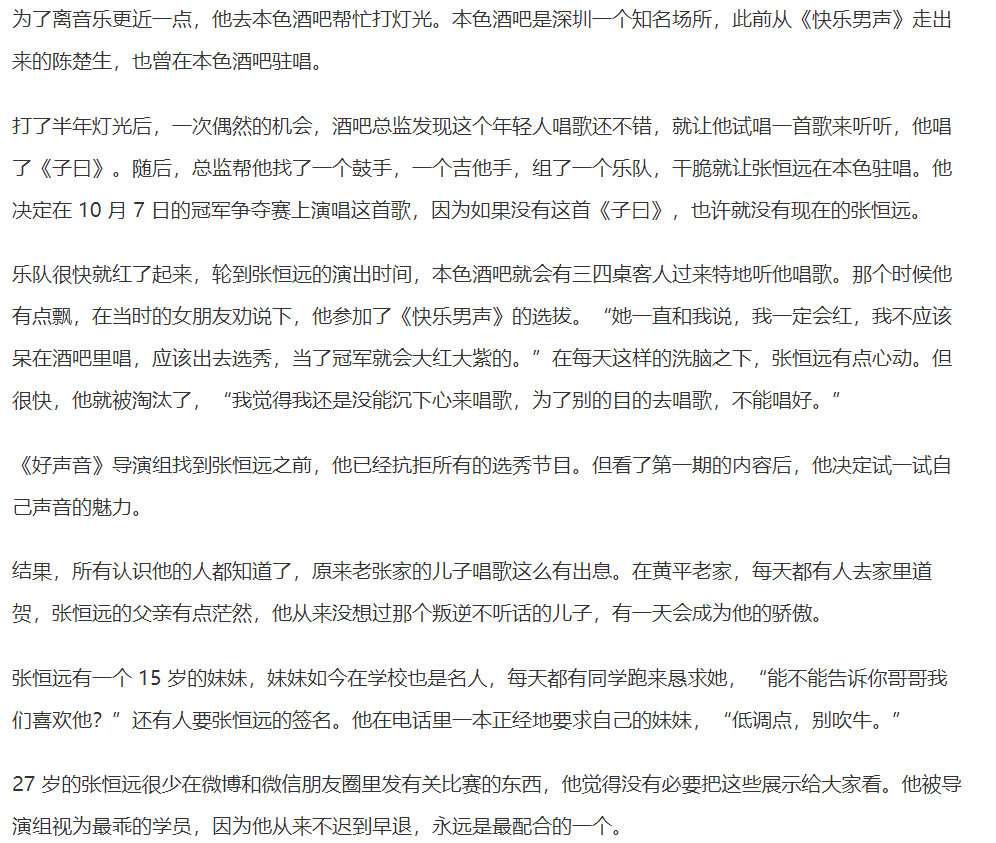 为了离音乐更近一点，他去本色酒吧帮忙打灯光。本色酒吧是深圳一个知名场所，此前从《快乐男声》走出
来的陈楚生，也曾在本色酒吧驻唱。
打了半年灯光后，一次偶然的机会，酒吧总监发现这个年轻人唱歌还不错，就让他试唱一首歌来听听，他唱
了《子曰》。随后，总监帮他找了一个鼓手，一个吉他手，组了一个乐队，干脆就让张恒远在本色驻唱。他
决定在 10 月 7 日的冠军争夺赛上演唱这首歌，因为如果没有这首《子曰》，也许就没有现在的张恒远。
乐队很快就红了起来，轮到张恒远的演出时间，本色酒吧就会有三四桌客人过来特地听他唱歌。那个时候他
有点飘，在当时的女朋友劝说下，他参加了《快乐男声》的选拔。“她一直和我说，我一定会红，我不应该
呆在酒吧里唱，应该出去选秀，当了冠军就会大红大紫的。”在每天这样的洗脑之下，张恒远有点心动。但
很快，他就被淘汰了，“我觉得我还是没能沉下心来唱歌，为了别的目的去唱歌，不能唱好。”
《好声音》导演组找到张恒远之前，他已经抗拒所有的选秀节目。但看了第一期的内容后，他决定试一试自
己声音的魅力。
结果，所有认识他的人都知道了，原来老张家的儿子唱歌这么有出息。在黄平老家，每天都有人去家里道
贺，张恒远的父亲有点茫然，他从来没想过那个叛逆不听话的儿子，有一天会成为他的骄傲。
张恒远有一个 15 岁的妹妹，妹妹如今在学校也是名人，每天都有同学跑来恳求她，“能不能告诉你哥哥我
们喜欢他？”还有人要张恒远的签名。他在电话里一本正经地要求自己的妹妹，“低调点，别吹牛。”
27 岁的张恒远很少在微博和微信朋友圈里发有关比赛的东西，他觉得没有必要把这些展示给大家看。他被导
演组视为最乖的学员，因为他从来不迟到早退，永远是最配合的一个。